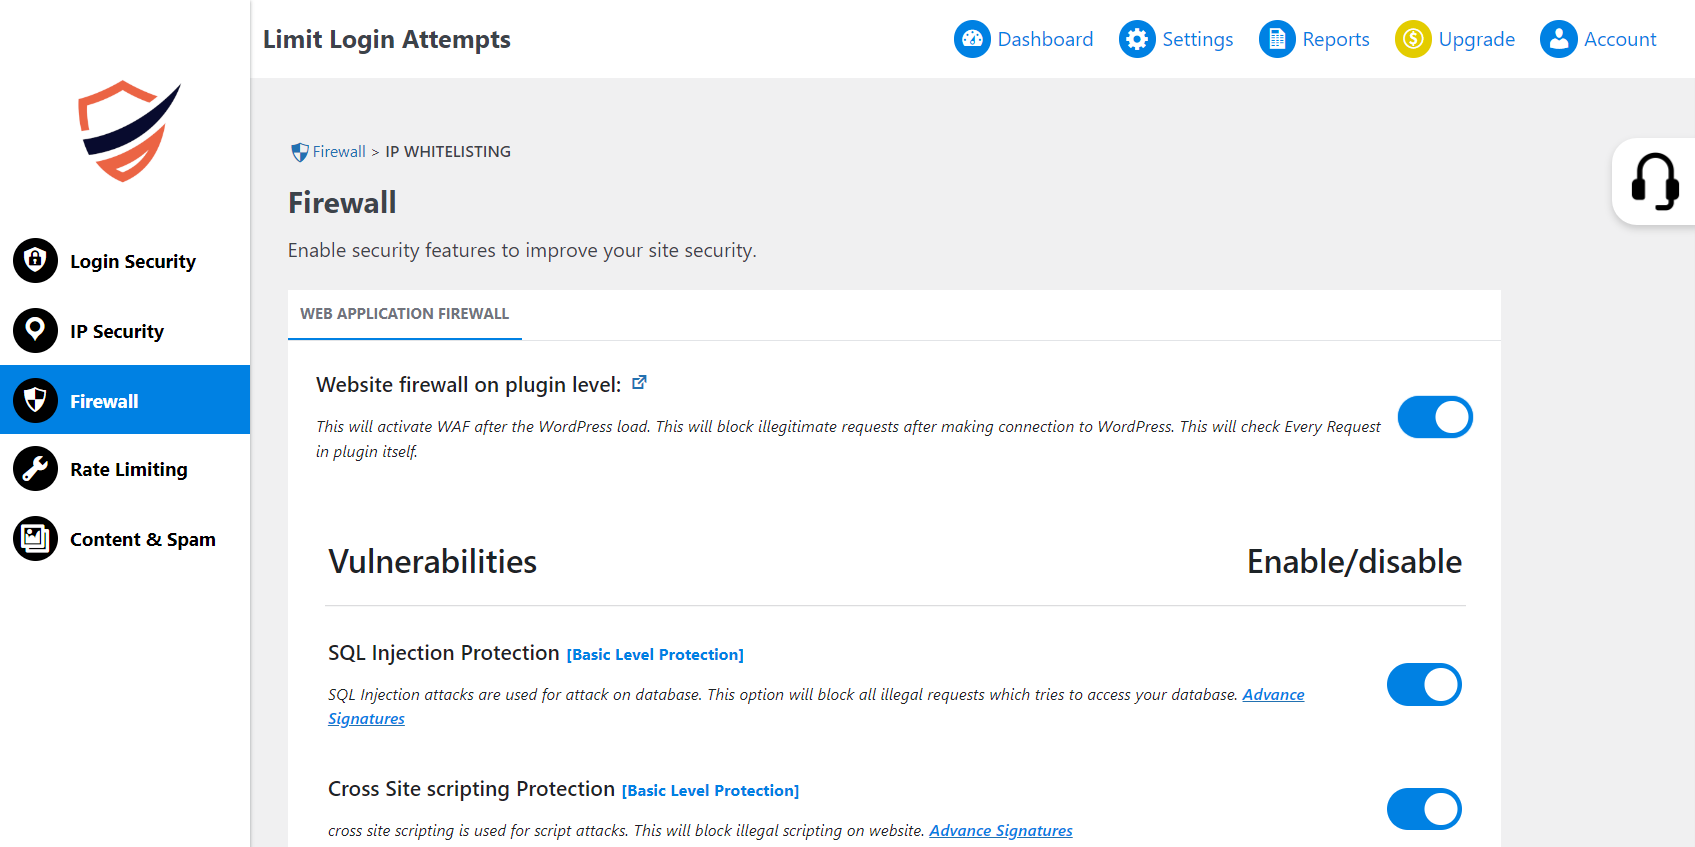 Limit Login Attempts
Dashboard
Settings
Reports
Upgrade
Account
Login Security
IP Security
Firewall
Rate Limiting
Content & Spam
Firewall > IP WHITELISTING
Firewall
Enable security features to improve your site security.
WEB APPLICATION FIREWALL
Website firewall on plugin level:
This will activate WAF after the WordPress load. This will block illegitimate requests after making connection to WordPress. This will check Every Request
in plugin itself.
Vulnerabilities
Enable/disable
SQL Injection Protection [Basic Level Protection]
SQL Injection attacks are used for attack on database. This option will block all illegal requests which tries to access your database. Advance
Signatures
Cross Site scripting Protection [Basic Level Protection]
cross site scripting is used for script attacks. This will block illegal scripting on website. Advance Signatures